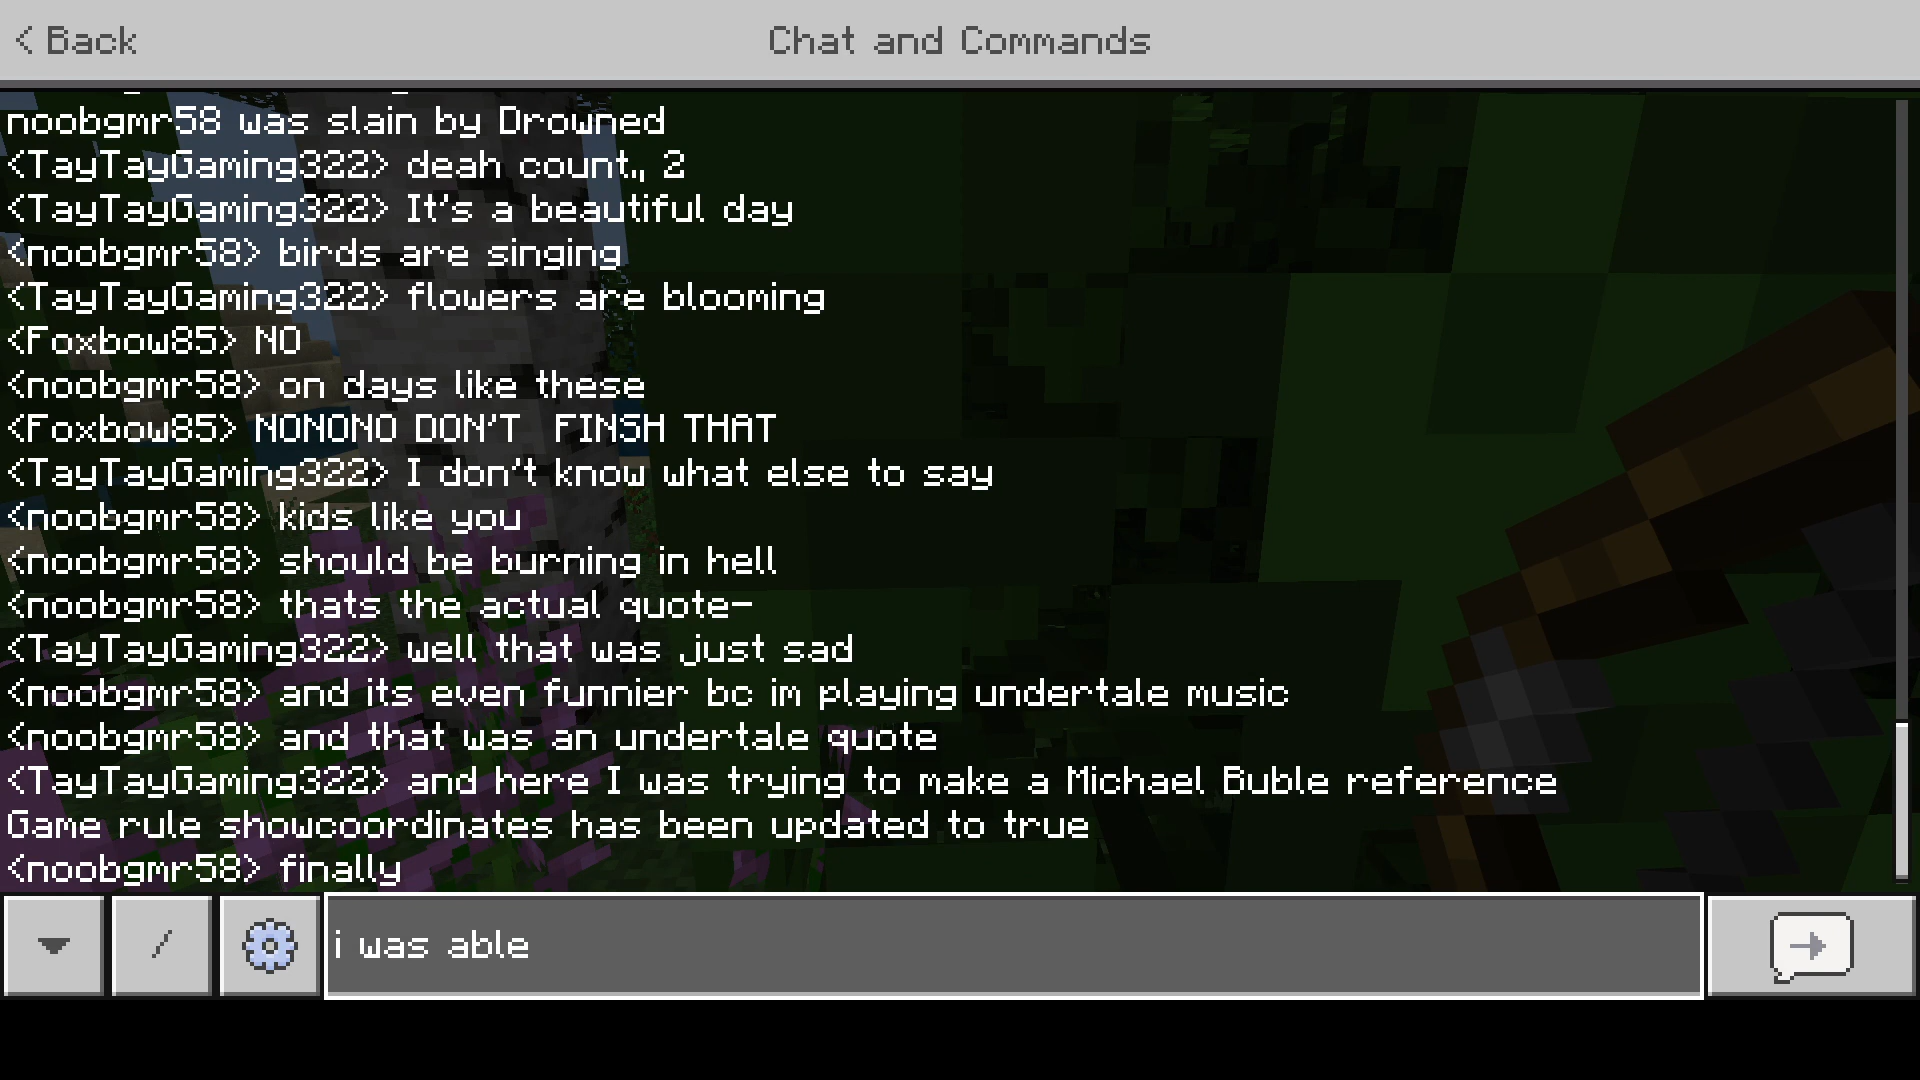 < Back
Chat and Commands
noobgmr58 was slain by Drowned
<TayTayGaming322> deah count,, 2
<TayTayGaming322> It's a beautiful day
<noobgmr58> birds are singing
<TayTayGaming322> flowers are blooming
<Foxbow85> NO
<noobgmr58> on days like these
<Foxbow85> NONONO DON'T  FINSH THAT
<TayTayGaming322> I don't know what else to say
<noobgmr58> kids like you
<noobgmr58> should be burning in hell
<noobgmr58> thats the actual quote-
<TayTayGaming322> well that was just sad
<noobgmr58> and its even funnier bc im playing undertale music
<noobgmr58> and that was an undertale quote
<TayTayGaming322> and here I was trying to make a Michael Buble reference
Game rule showcoordinates has been updated to true
<noobgmr58> finally
/
i was able